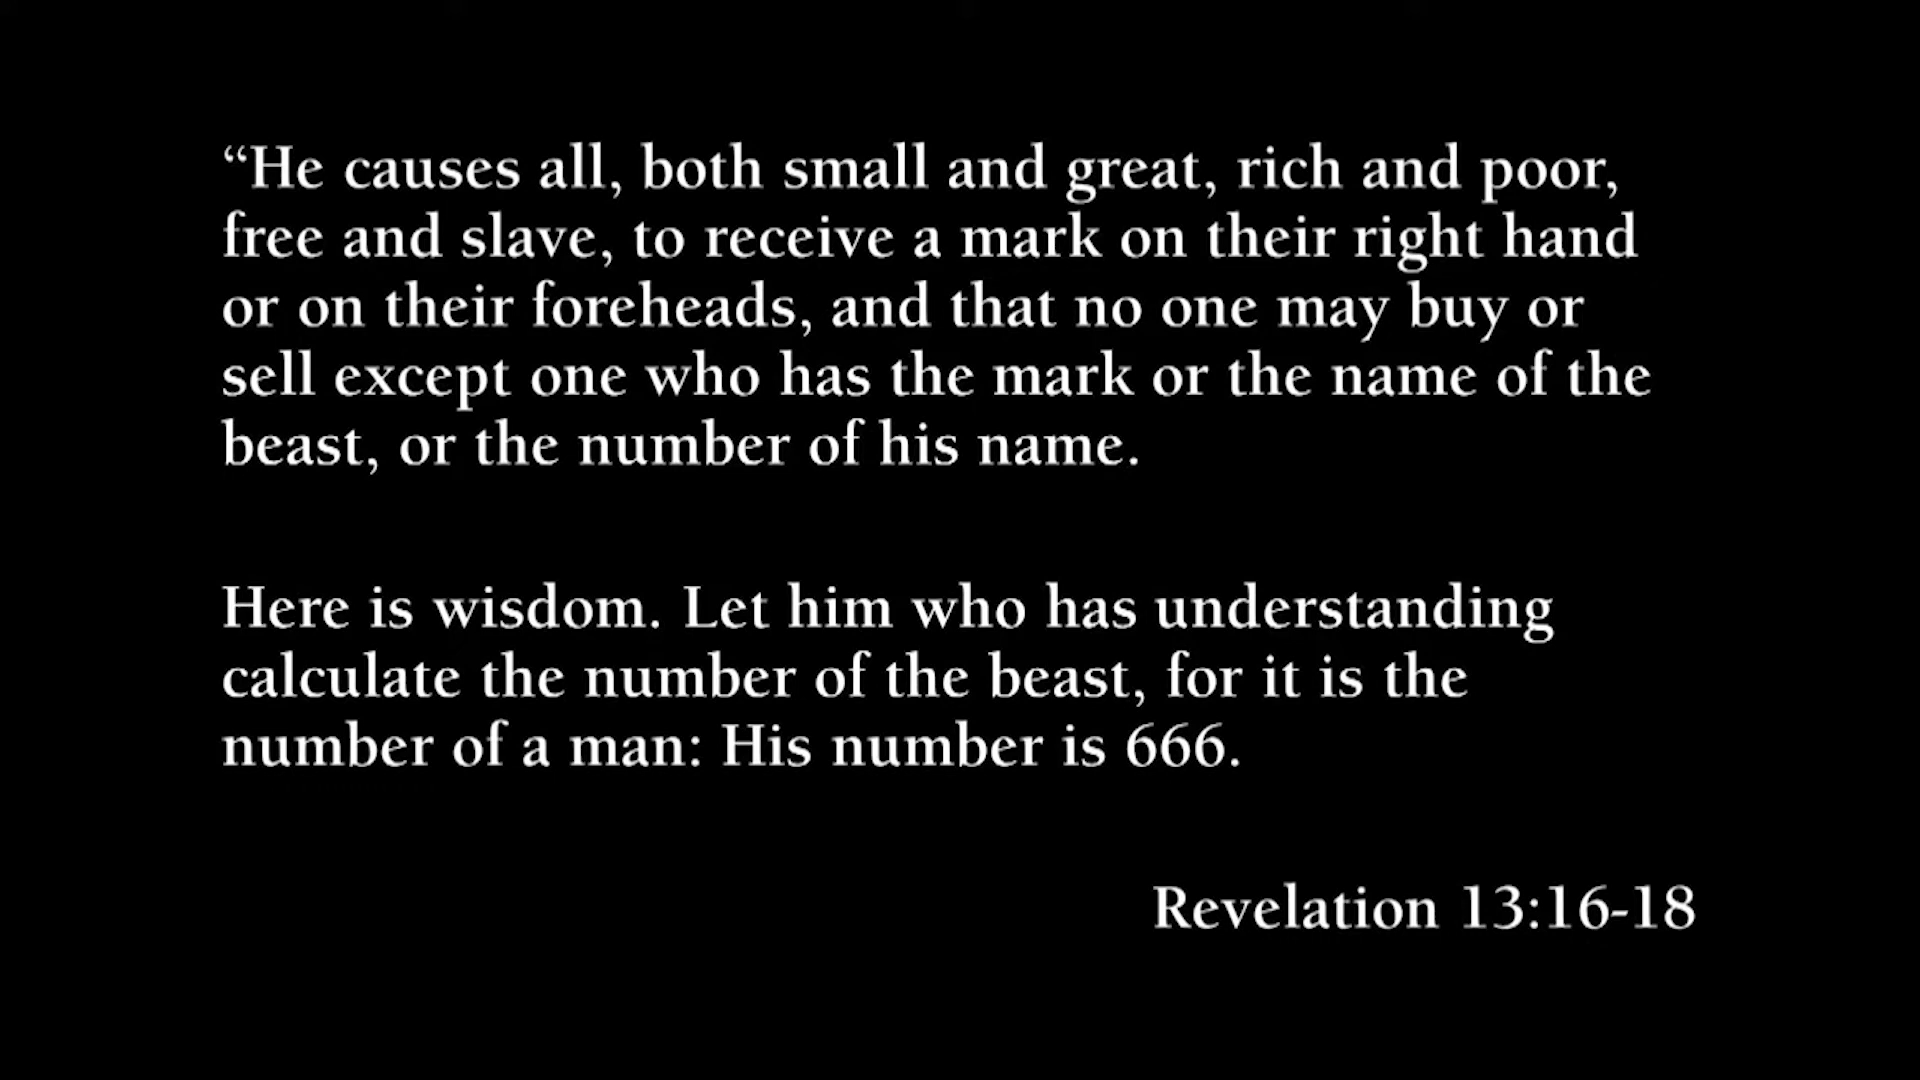 “He causes all, both small and great, rich and poor,
free and slave, to receive a mark on their right hand
or on their foreheads, and that no one may buy or
sell except one who has the mark or the name of the
beast, or the number of his name.
Here is wisdom. Let him who has understanding
calculate the number of the beast, for it is the
number of a man: His number is 666.
Revelation 13:16-18